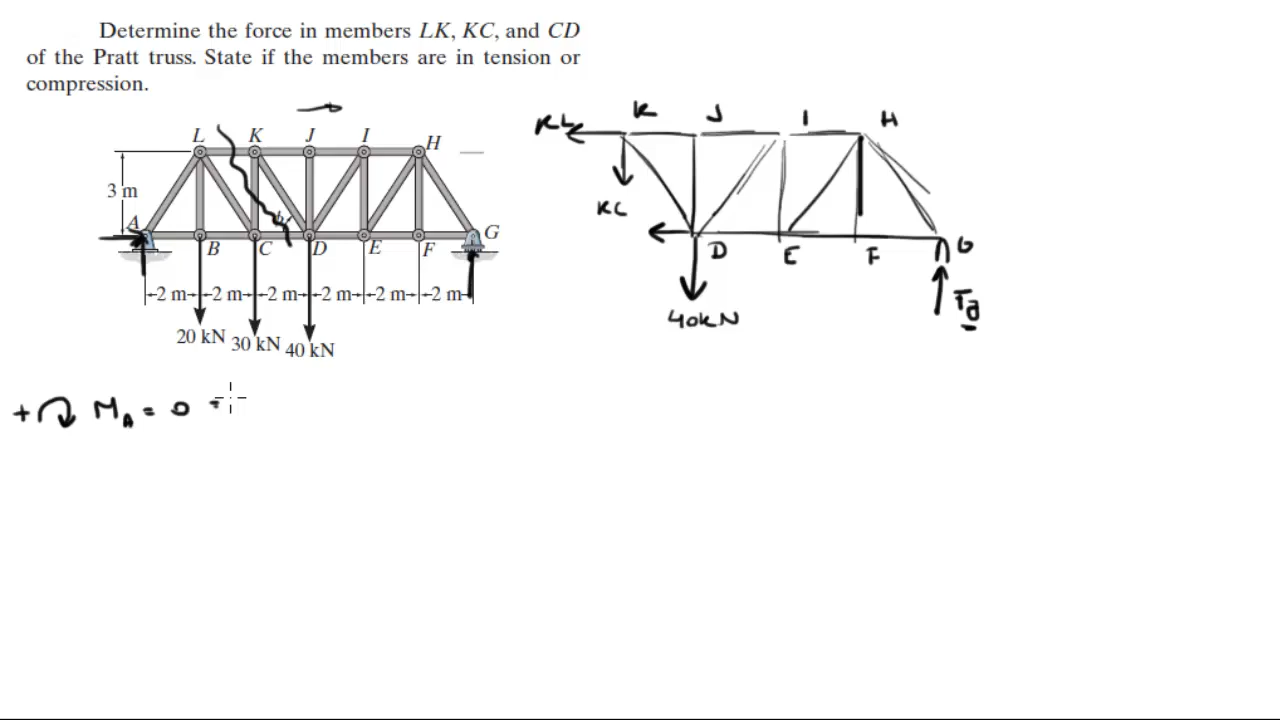 Determine the force in members LK, KC, and CD
of the Pratt truss. State if the members are in tension or
compression.
L K J I H
3 m
A B C D E F G
2 m 2 m 2 m 2 m 2 m 2 m
20 kN 30 kN 40 kN
K J I H
KL
KC
D E F G
40kN
+ M_A = 0 =